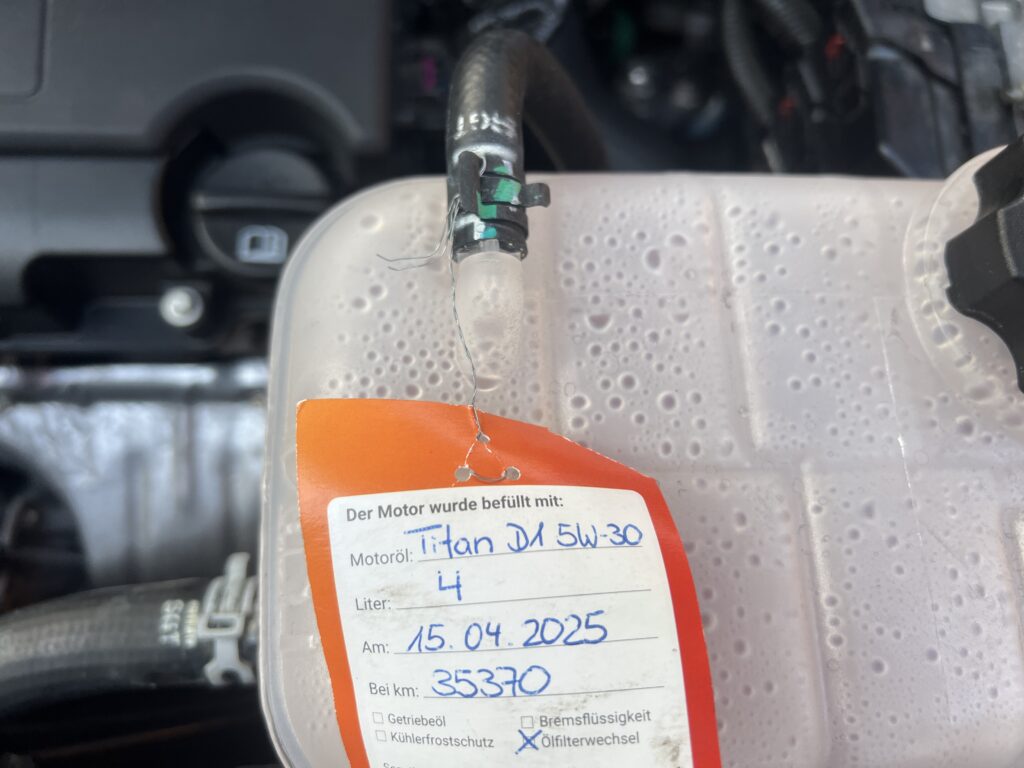 Der Motor wurde befüllt mit:
Motoröl: Titan D1 5W-30
Liter: 4
Am: 15.04.2025
Bei km: 35370
Getriebeöl
Bremsflüssigkeit
Kühlerfrostschutz
Ölfilterwechsel